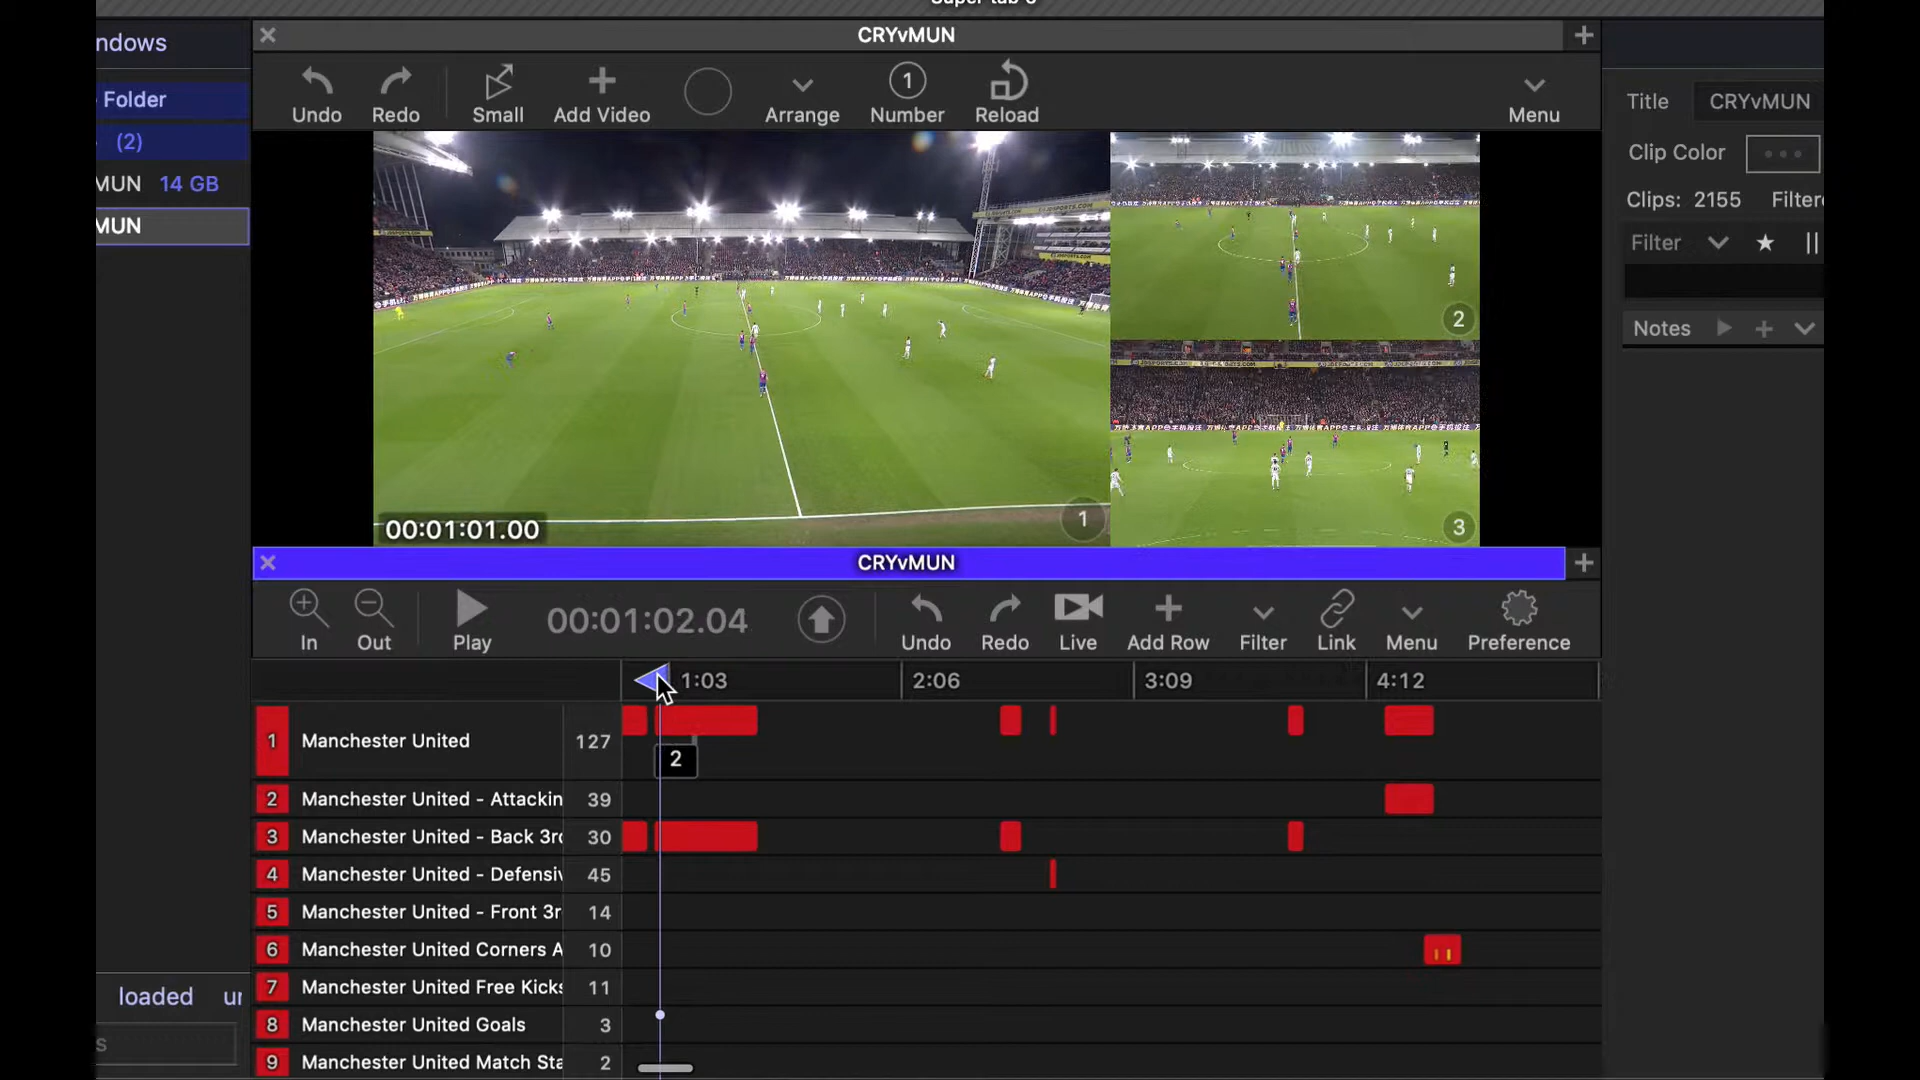 ndows
CRYvMUN
Folder
(2)
MUN 14 GB
MUN
Undo
Redo
Small
Add Video
Arrange
1
Number
Reload
Menu
Title CRYvMUN
Clip Color
Clips: 2155 Filter
Filter
Notes
2
3
1
00:01:01.00
CRYvMUN
In
Out
Play
00:01:02.04
Undo
Redo
Live
Add Row
Filter
Link
Menu
Preference
1:03 2:06 3:09 4:12
1 Manchester United 127
2
2 Manchester United - Attackin 39
3 Manchester United - Back 3r 30
4 Manchester United - Defensi 45
5 Manchester United - Front 3r 14
6 Manchester United Corners A 10
7 Manchester United Free Kicks 11
8 Manchester United Goals 3
9 Manchester United Match Sta 2
loaded
s